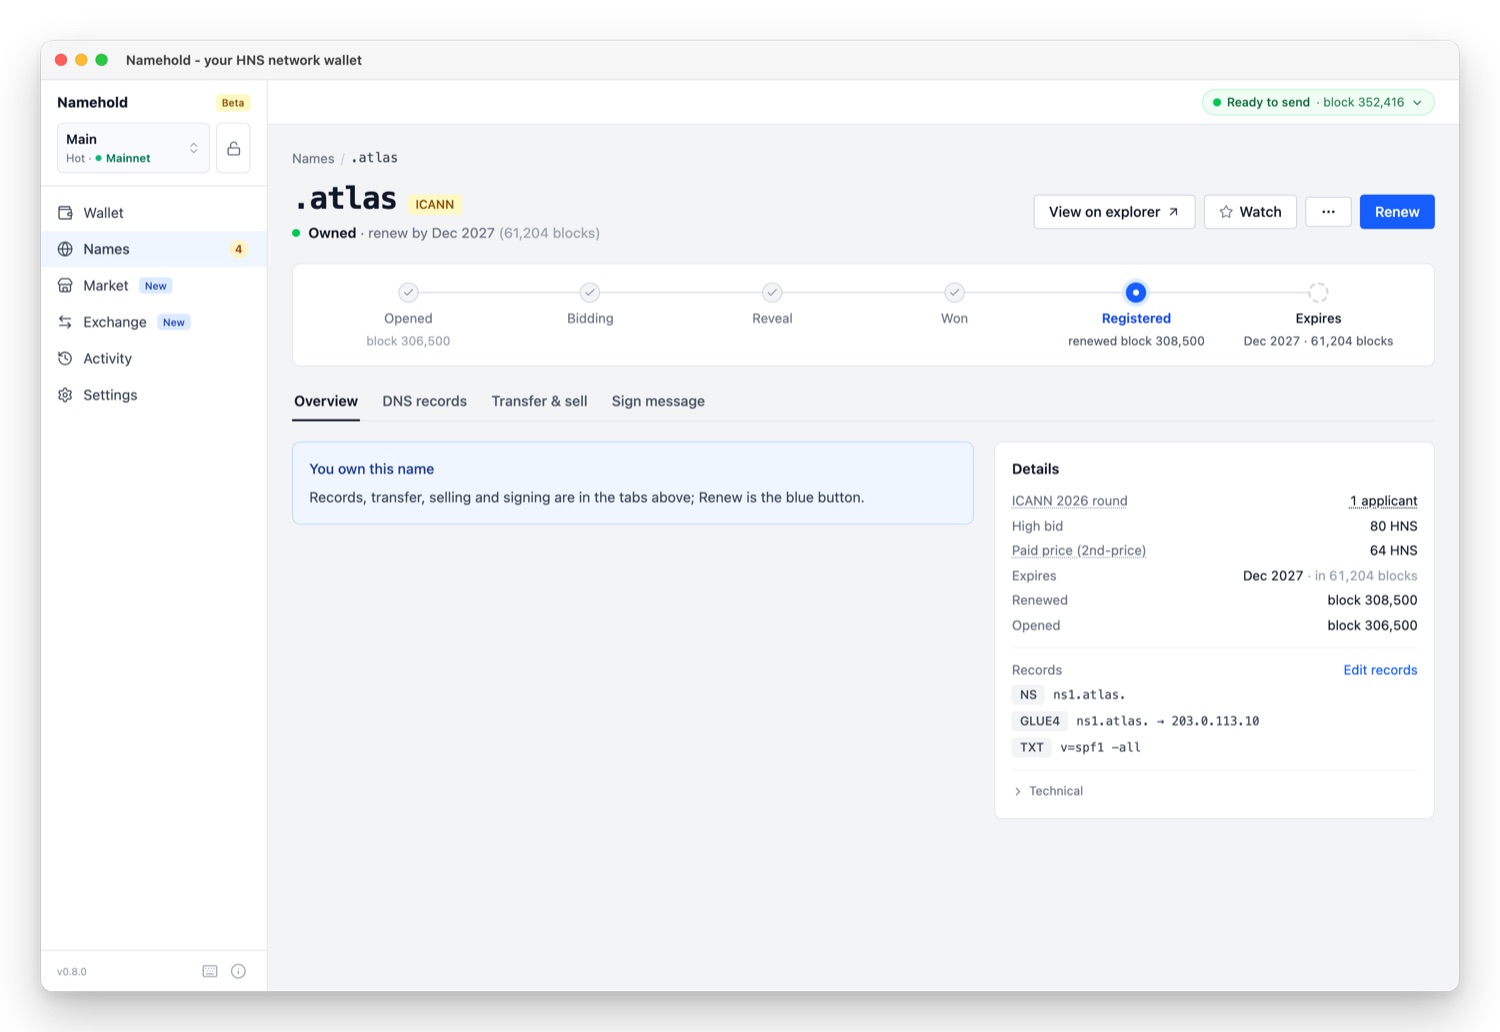 Namehold - your HNS network wallet
Namehold Beta
Main
Hot · Mainnet
Wallet
Names 4
Market New
Exchange New
Activity
Settings
v0.8.0
Ready to send · block 352,416
Names / .atlas
.atlas ICANN
Owned · renew by Dec 2027 (61,204 blocks)
View on explorer ↗
Watch
···
Renew
Opened
block 306,500
Bidding
Reveal
Won
Registered
renewed block 308,500
Expires
Dec 2027 · 61,204 blocks
Overview DNS records Transfer & sell Sign message
You own this name
Records, transfer, selling and signing are in the tabs above; Renew is the blue button.
Details
ICANN 2026 round 1 applicant
High bid 80 HNS
Paid price (2nd-price) 64 HNS
Expires Dec 2027 · in 61,204 blocks
Renewed block 308,500
Opened block 306,500
Records Edit records
NS ns1.atlas.
GLUE4 ns1.atlas. → 203.0.113.10
TXT v=spf1 -all
Technical